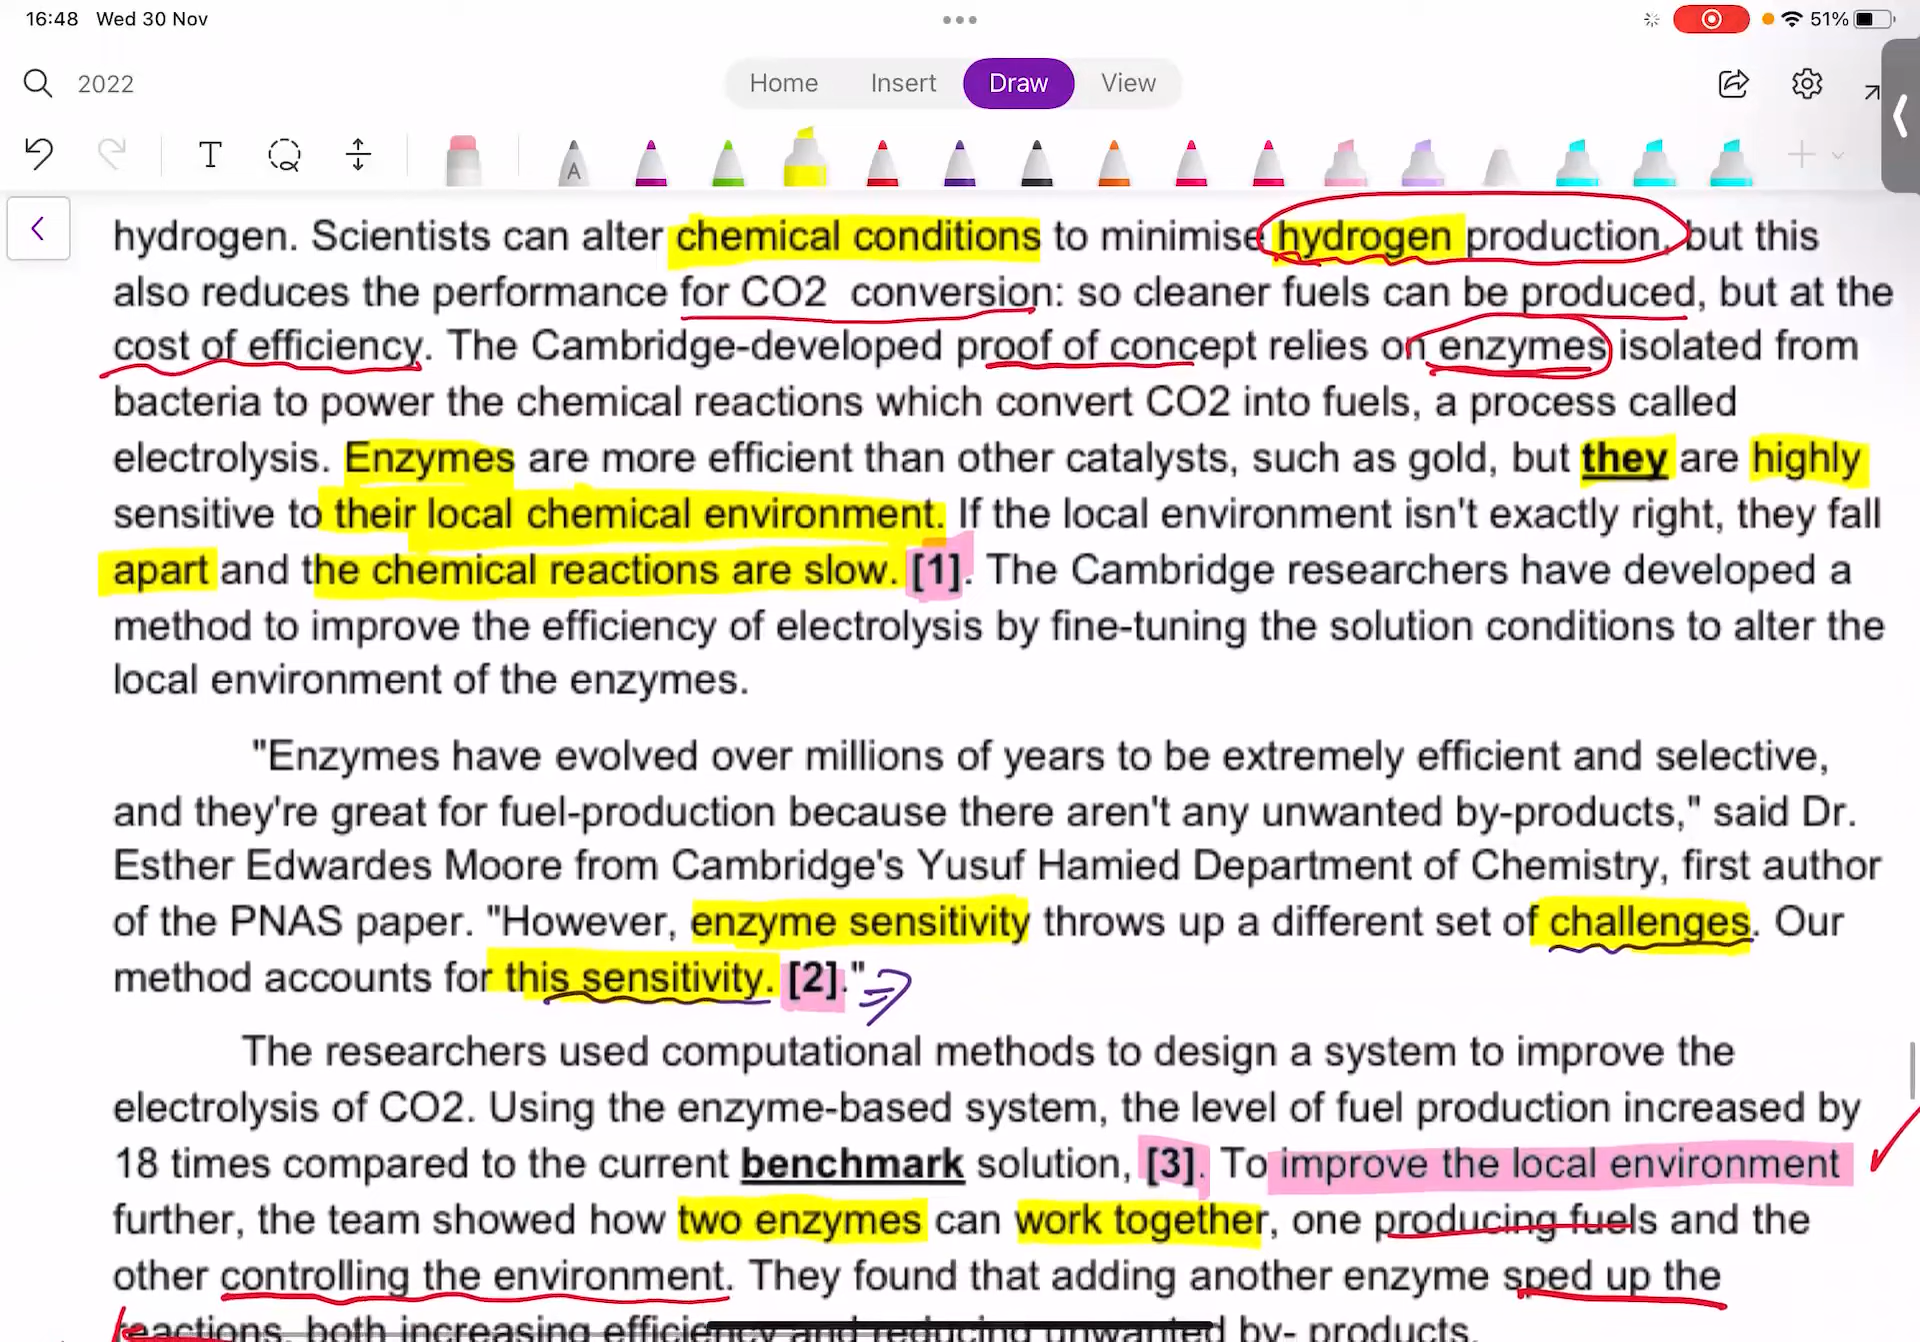 16:48 Wed 30 Nov
51%
2022
Home Insert Draw View
T
A
hydrogen. Scientists can alter chemical conditions to minimise hydrogen production, but this
also reduces the performance for CO2 conversion: so cleaner fuels can be produced, but at the
cost of efficiency. The Cambridge-developed proof of concept relies on enzymes isolated from
bacteria to power the chemical reactions which convert CO2 into fuels, a process called
electrolysis. Enzymes are more efficient than other catalysts, such as gold, but they are highly
sensitive to their local chemical environment. If the local environment isn't exactly right, they fall
apart and the chemical reactions are slow. [1]. The Cambridge researchers have developed a
method to improve the efficiency of electrolysis by fine-tuning the solution conditions to alter the
local environment of the enzymes.
"Enzymes have evolved over millions of years to be extremely efficient and selective,
and they're great for fuel-production because there aren't any unwanted by-products," said Dr.
Esther Edwardes Moore from Cambridge's Yusuf Hamied Department of Chemistry, first author
of the PNAS paper. "However, enzyme sensitivity throws up a different set of challenges. Our
method accounts for this sensitivity. [2]."
The researchers used computational methods to design a system to improve the
electrolysis of CO2. Using the enzyme-based system, the level of fuel production increased by
18 times compared to the current benchmark solution, [3]. To improve the local environment
further, the team showed how two enzymes can work together, one producing fuels and the
other controlling the environment. They found that adding another enzyme sped up the
reactions, both increasing efficiency and reducing unwanted by- products.